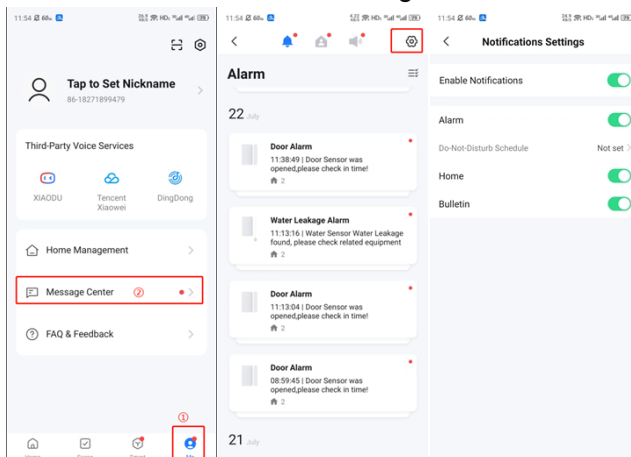 11:54
Tap to Set Nickname
86-18271899479
Third-Party Voice Services
XIAODU
Tencent
Xiaowei
DingDong
Home Management
Message Center ②
FAQ & Feedback
①
Home
Scene
Smart
Me
11:54
Alarm
22 July
Door Alarm
11:38:49 | Door Sensor was
opened,please check in time!
2
Water Leakage Alarm
11:13:16 | Water Sensor Water Leakage
found, please check related equipment
2
Door Alarm
11:13:04 | Door Sensor was
opened,please check in time!
2
Door Alarm
08:59:45 | Door Sensor was
opened,please check in time!
2
21 July
11:54
Notifications Settings
Enable Notifications
Alarm
Do-Not-Disturb Schedule Not set
Home
Bulletin